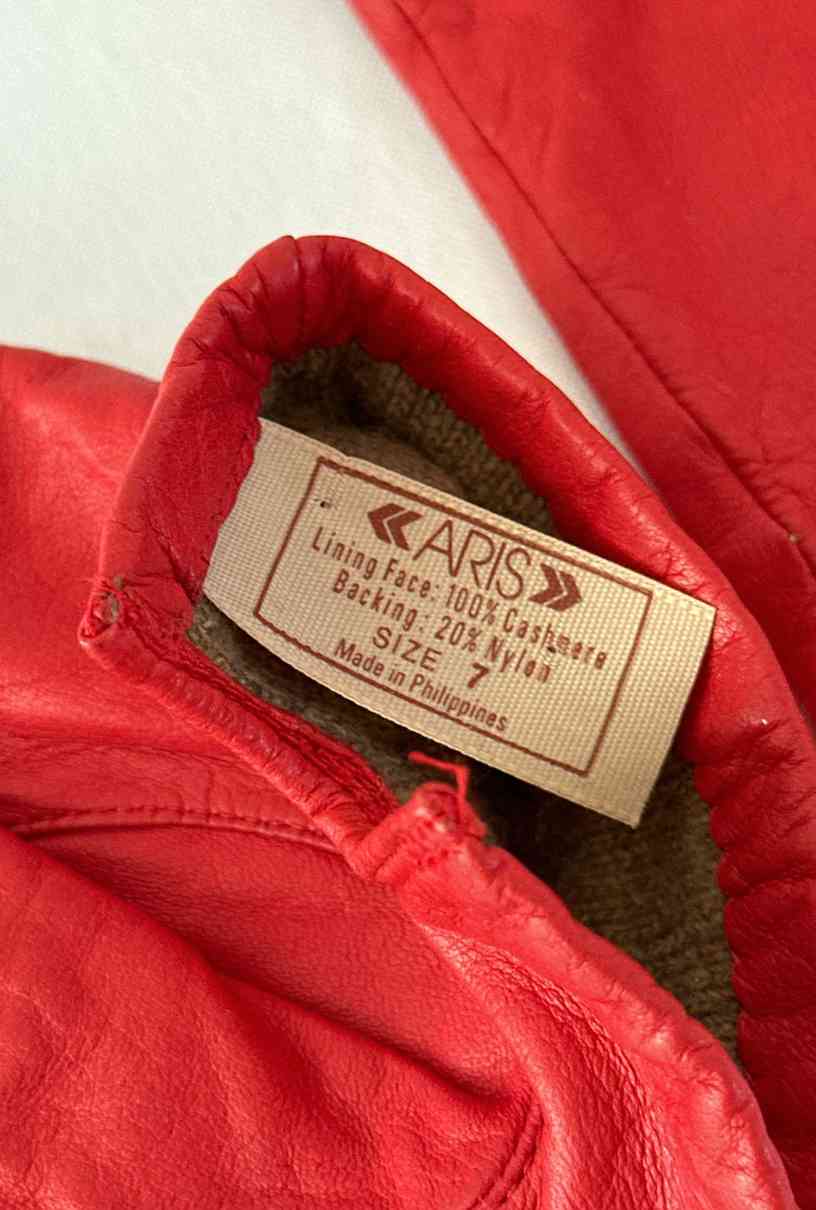 ARIS
Lining Face: 100% Cashmere
Backing: 20% Nylon
SIZE 7
Made in Philippines